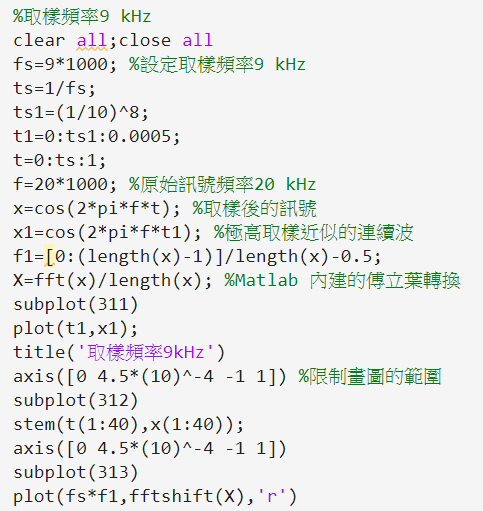 %取樣頻率9 kHz
clear all;close all
fs=9*1000; %設定取樣頻率9 kHz
ts=1/fs;
ts1=(1/10)^8;
t1=0:ts1:0.0005;
t=0:ts:1;
f=20*1000; %原始訊號頻率20 kHz
x=cos(2*pi*f*t); %取樣後的訊號
x1=cos(2*pi*f*t1); %極高取樣近似的連續波
f1=[0:(length(x)-1)]/length(x)-0.5;
X=fft(x)/length(x); %Matlab 內建的傅立葉轉換
subplot(311)
plot(t1,x1);
title('取樣頻率9kHz')
axis([0 4.5*(10)^-4 -1 1]) %限制畫圖的範圍
subplot(312)
stem(t(1:40),x(1:40));
axis([0 4.5*(10)^-4 -1 1])
subplot(313)
plot(fs*f1,fftshift(X),'r')